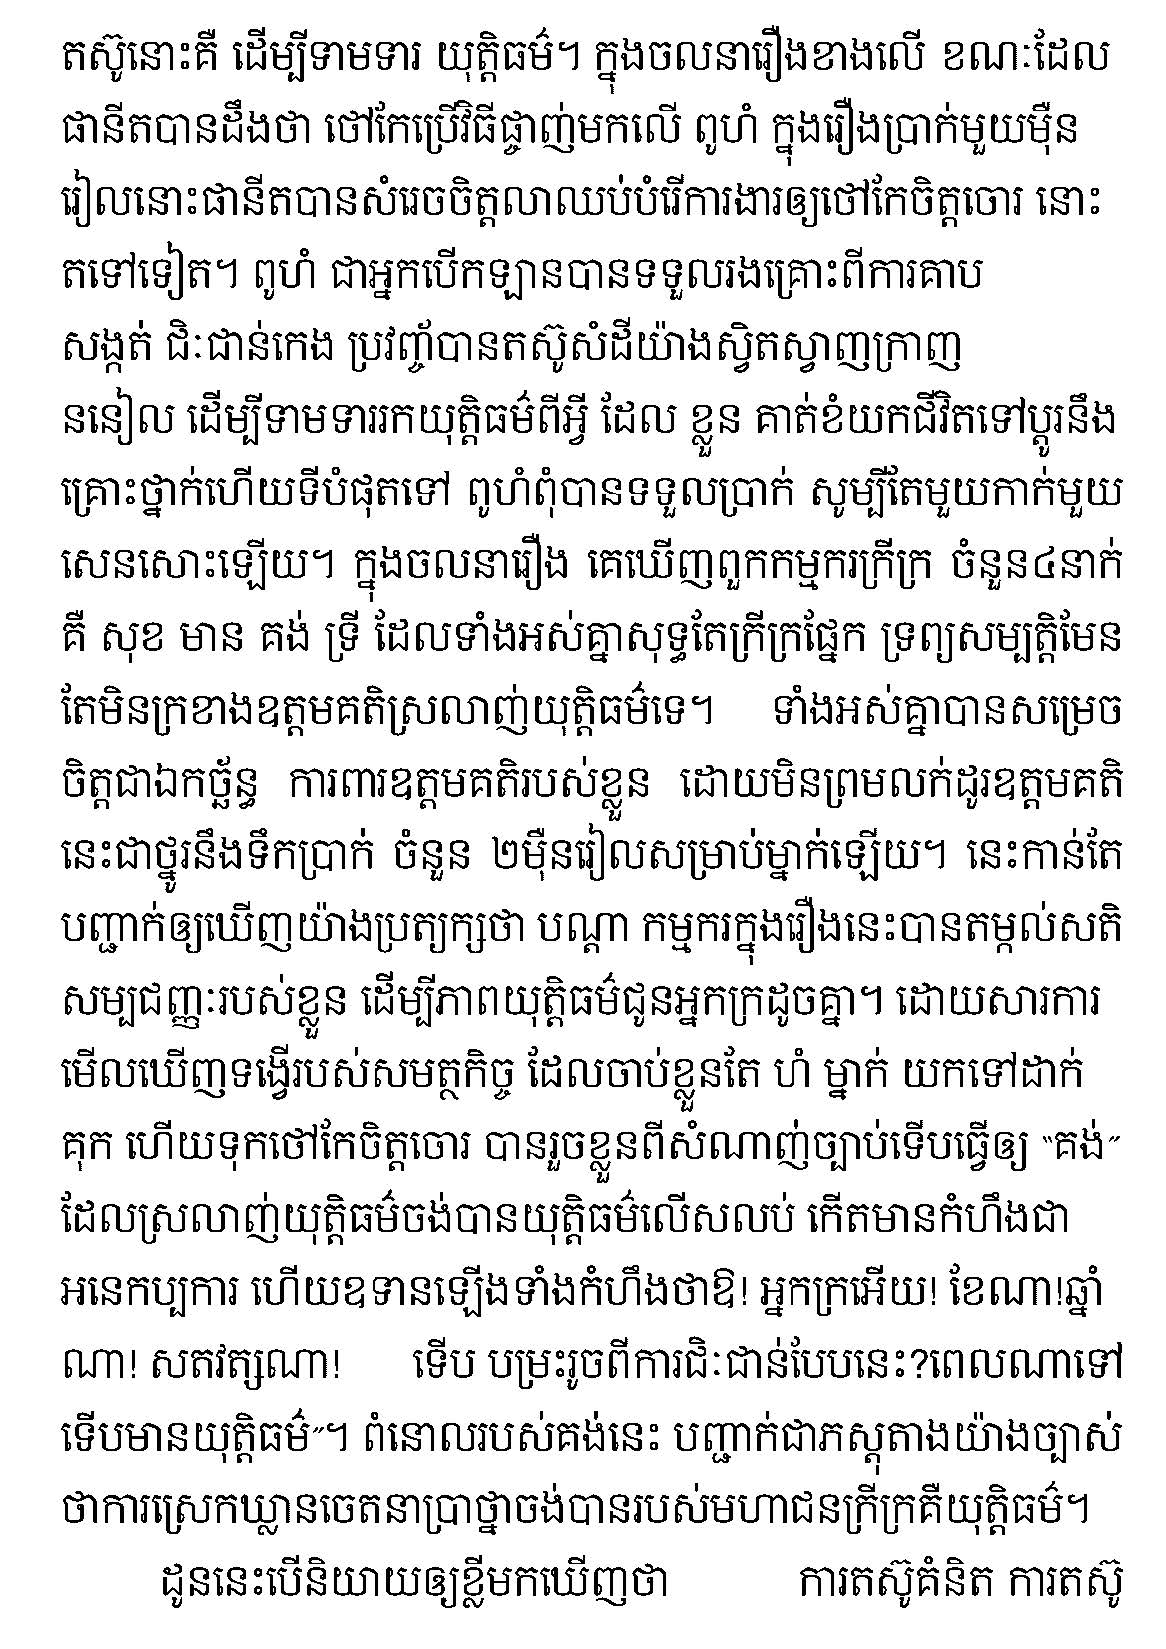 តស៊ូនោះគឺ ដើម្បីទាមទារ យុត្តិធម៌។ ក្នុងចលនារឿងខាងលើ ខណៈដែល
ផានីតបានដឹងថា ថៅកែប្រើវិធីផ្ចាញ់មកលើ ពូហំ ក្នុងរឿងប្រាក់មួយម៉ឺន
រៀលនោះផានីតបានសំរេចចិត្តលាឈប់បំរើការងារឲ្យថៅកែចិត្តចោរ នោះ
តទៅទៀត។ ពូហំ ជាអ្នកបើកឡានបានទទួលរងគ្រោះពីការគាប
សង្កត់ ជិៈជាន់កេង ប្រវញ្ច័បានតស៊ូសំដីយ៉ាងស្វិតស្វាញក្រាញ
ននៀល ដើម្បីទាមទាររកយុត្តិធម៌ពីអ្វី ដែល ខ្លួន គាត់ខំយកជីវិតទៅប្តូរនឹង
គ្រោះថ្នាក់ហើយទីបំផុតទៅ ពូហំពុំបានទទួលប្រាក់ សូម្បីតែមួយកាក់មួយ
សេនសោះឡើយ។ ក្នុងចលនារឿង គេឃើញពួកកម្មករក្រីក្រ ចំនួន៤នាក់
គឺ សុខ មាន គង់ ទ្រី ដែលទាំងអស់គ្នាសុទ្ធតែក្រីក្រផ្នែក ទ្រព្យសម្បត្តិមែន
តែមិនក្រខាងឧត្តមគតិស្រលាញ់យុត្តិធម៌ទេ។ ទាំងអស់គ្នាបានសម្រេច
ចិត្តជាឯកច្ឆ័ន្ធ ការពារឧត្តមគតិរបស់ខ្លួន ដោយមិនព្រមលក់ដូរឧត្តមគតិ
នេះជាថ្នូរនឹងទឹកប្រាក់ ចំនួន ២ម៉ឺនរៀលសម្រាប់ម្នាក់ឡើយ។ នេះកាន់តែ
បញ្ជាក់ឲ្យឃើញយ៉ាងប្រត្យក្សថា បណ្តា កម្មករក្នុងរឿងនេះបានតម្កល់សតិ
សម្បជញ្ញៈរបស់ខ្លួន ដើម្បីភាពយុត្តិធម៌ជូនអ្នកក្រដូចគ្នា។ ដោយសារការ
មើលឃើញទង្វើរបស់សមត្ថកិច្ច ដែលចាប់ខ្លួនតែ ហំ ម្នាក់ យកទៅដាក់
គុក ហើយទុកថៅកែចិត្តចោរ បានរួចខ្លួនពីសំណាញ់ច្បាប់ទើបធ្វើឲ្យ “គង់”
ដែលស្រលាញ់យុត្តិធម៌ចង់បានយុត្តិធម៌លើសលប់ កើតមានកំហឹងជា
អនេកប្បការ ហើយឧទានឡើងទាំងកំហឹងថាឱ! អ្នកក្រអើយ! ខែណា!ឆ្នាំ
ណា! សតវត្សណា! ទើប បម្រះរូចពីការជិៈជាន់បែបនេះ?ពេលណាទៅ
ទើបមានយុត្តិធម៌”។ ពំនោលរបស់គង់នេះ បញ្ជាក់ជាភស្តុតាងយ៉ាងច្បាស់
ថាការស្រេកឃ្លានចេតនាប្រាថ្នាចង់បានរបស់មហាជនក្រីក្រគឺយុត្តិធម៌។
ដូននេះបើនិយាយឲ្យខ្លីមកឃើញថា ការតស៊ូគំនិត ការតស៊ូ